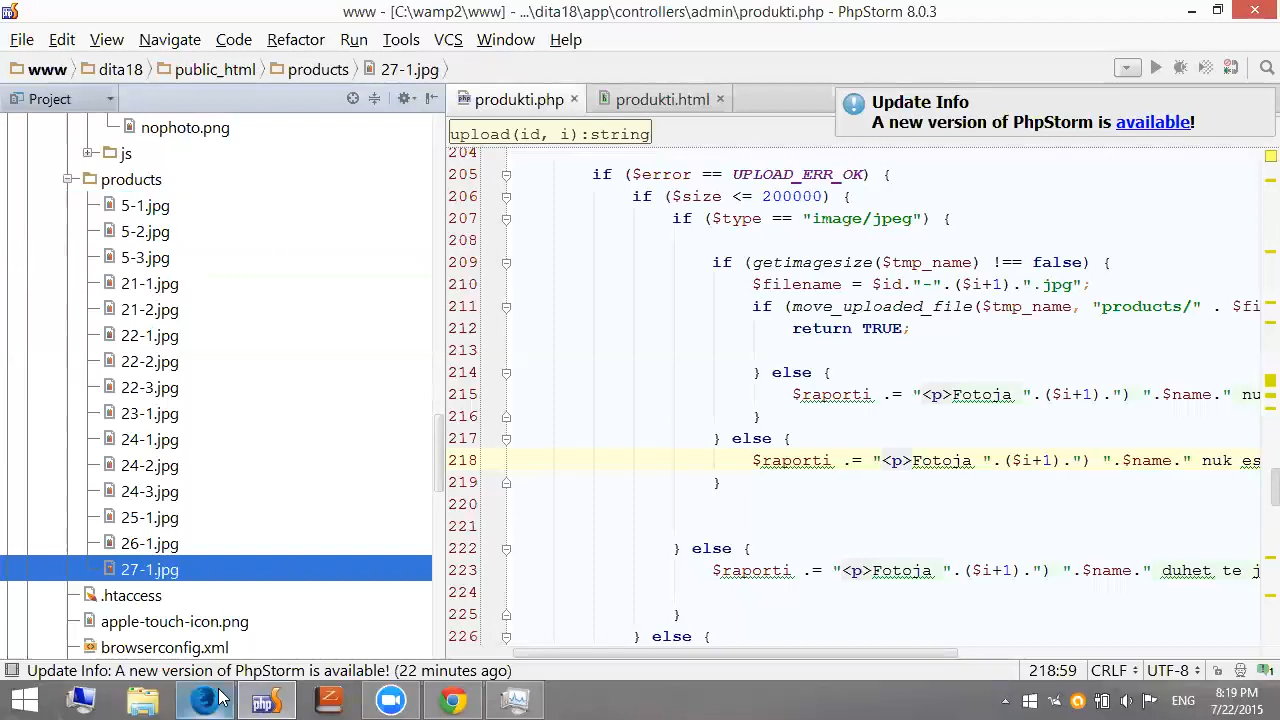 www - [C:\wamp2\www] - ...\dita18\app\controllers\admin\produkti.php - PhpStorm 8.0.3
File Edit View Navigate Code Refactor Run Tools VCS Window Help
www dita18 public_html products 27-1.jpg
Project
produkti.php
produkti.html
Update Info
A new version of PhpStorm is available!
nophoto.png
js
products
5-1.jpg
5-2.jpg
5-3.jpg
21-1.jpg
21-2.jpg
22-1.jpg
22-2.jpg
22-3.jpg
23-1.jpg
24-1.jpg
24-2.jpg
24-3.jpg
25-1.jpg
26-1.jpg
27-1.jpg
.htaccess
apple-touch-icon.png
browserconfig.xml
upload(id, i):string
204
205 if ($error == UPLOAD_ERR_OK) {
206 if ($size <= 200000) {
207 if ($type == "image/jpeg") {
208
209 if (getimagesize($tmp_name) !== false) {
210 $filename = $id."-".($i+1).".jpg";
211 if (move_uploaded_file($tmp_name, "products/" . $fi
212 return TRUE;
213
214 } else {
215 $raporti .= "<p>Fotoja ".($i+1).") ".$name." nu
216 }
217 } else {
218 $raporti .= "<p>Fotoja ".($i+1).") ".$name." nuk es
219 }
220
221
222 } else {
223 $raporti .= "<p>Fotoja ".($i+1).") ".$name." duhet te j
224
225 }
226 } else {
Update Info: A new version of PhpStorm is available! (22 minutes ago)
218:59 CRLF UTF-8
php
ENG
8:19 PM
7/22/2015